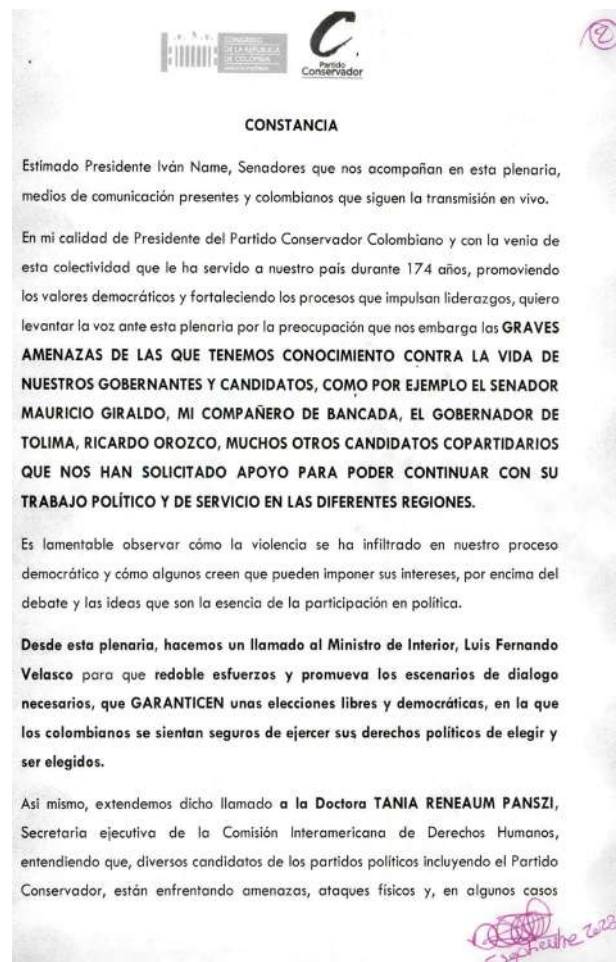 2
CONGRESO
DE LA REPÚBLICA
DE COLOMBIA
C
Partido
Conservador
CONSTANCIA
Estimado Presidente Iván Name, Senadores que nos acompañan en esta plenaria,
medios de comunicación presentes y colombianos que siguen la transmisión en vivo.
En mi calidad de Presidente del Partido Conservador Colombiano y con la venia de
esta colectividad que le ha servido a nuestro país durante 174 años, promoviendo
los valores democráticos y fortaleciendo los procesos que impulsan liderazgos, quiero
levantar la voz ante esta plenaria por la preocupación que nos embarga las GRAVES
AMENAZAS DE LAS QUE TENEMOS CONOCIMIENTO CONTRA LA VIDA DE
NUESTROS GOBERNANTES Y CANDIDATOS, COMO POR EJEMPLO EL SENADOR
MAURICIO GIRALDO, MI COMPAÑERO DE BANCADA, EL GOBERNADOR DE
TOLIMA, RICARDO OROZCO, MUCHOS OTROS CANDIDATOS COPARTIDARIOS
QUE NOS HAN SOLICITADO APOYO PARA PODER CONTINUAR CON SU
TRABAJO POLÍTICO Y DE SERVICIO EN LAS DIFERENTES REGIONES.
Es lamentable observar cómo la violencia se ha infiltrado en nuestro proceso
democrático y cómo algunos creen que pueden imponer sus intereses, por encima del
debate y las ideas que son la esencia de la participación en política.
Desde esta plenaria, hacemos un llamado al Ministro de Interior, Luis Fernando
Velasco para que redoble esfuerzos y promueva los escenarios de dialogo
necesarios, que GARANTICEN unas elecciones libres y democráticas, en la que
los colombianos se sientan seguros de ejercer sus derechos políticos de elegir y
ser elegidos.
Asi mismo, extendemos dicho llamado a la Doctora TANIA RENEAUM PANSZI,
Secretaria ejecutiva de la Comisión Interamericana de Derechos Humanos,
entendiendo que, diversos candidatos de los partidos políticos incluyendo el Partido
Conservador, están enfrentando amenazas, ataques físicos y, en algunos casos